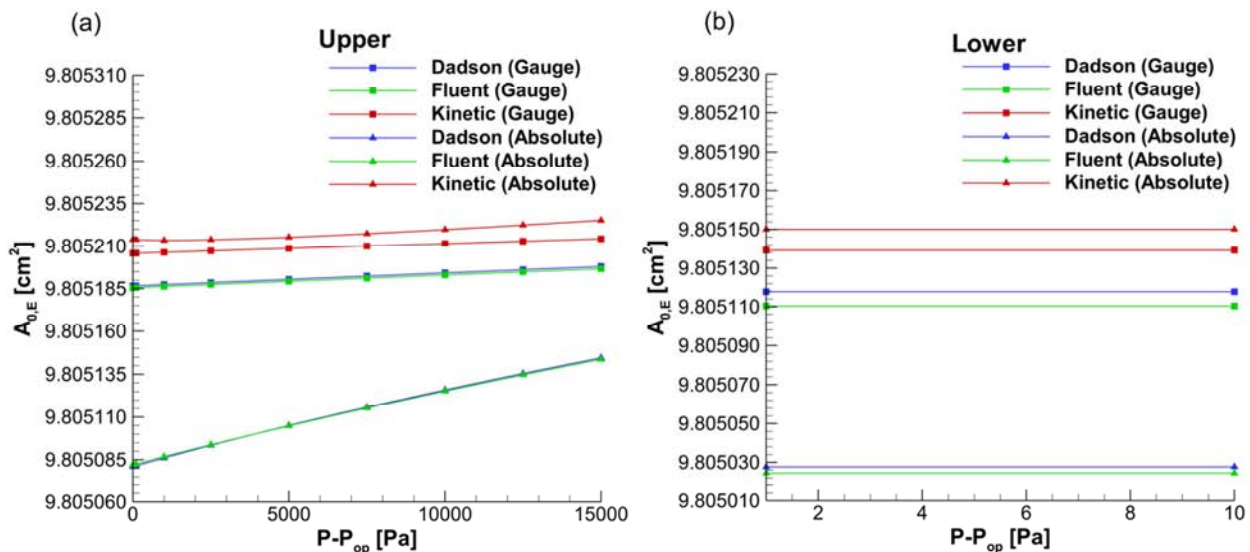 (a)
Upper
Dadson (Gauge)
Fluent (Gauge)
Kinetic (Gauge)
Dadson (Absolute)
Fluent (Absolute)
Kinetic (Absolute)
9.805310
9.805285
9.805260
9.805235
9.805210
9.805185
9.805160
9.805135
9.805110
9.805085
9.805060
A0,E [cm2]
0 5000 10000 15000
P-Pop [Pa]
(b)
Lower
Dadson (Gauge)
Fluent (Gauge)
Kinetic (Gauge)
Dadson (Absolute)
Fluent (Absolute)
Kinetic (Absolute)
9.805230
9.805210
9.805190
9.805170
9.805150
9.805130
9.805110
9.805090
9.805070
9.805050
9.805030
9.805010
A0,E [cm2]
2 4 6 8 10
P-Pop [Pa]